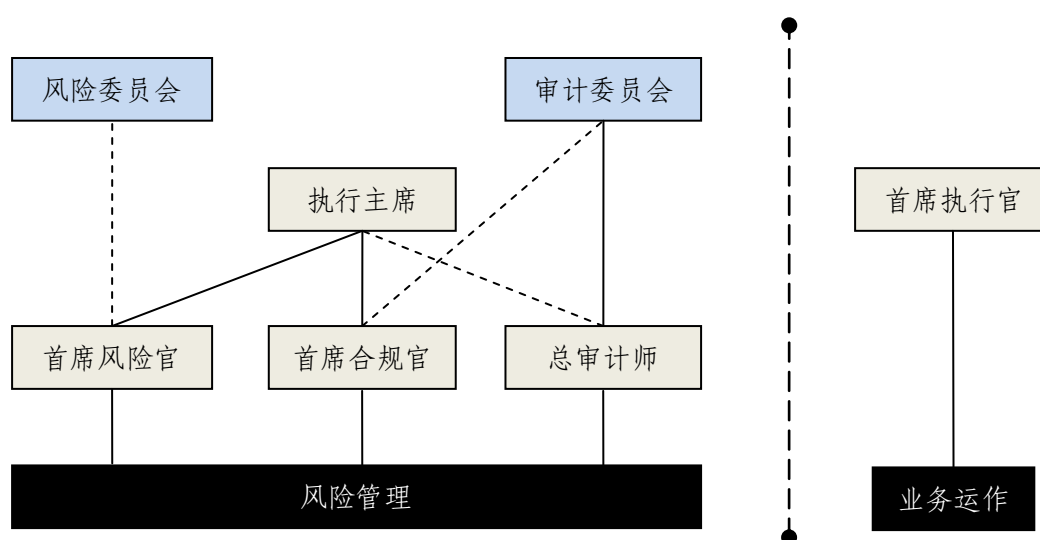 风险委员会
审计委员会
执行主席
首席执行官
首席风险官
首席合规官
总审计师
风险管理
业务运作